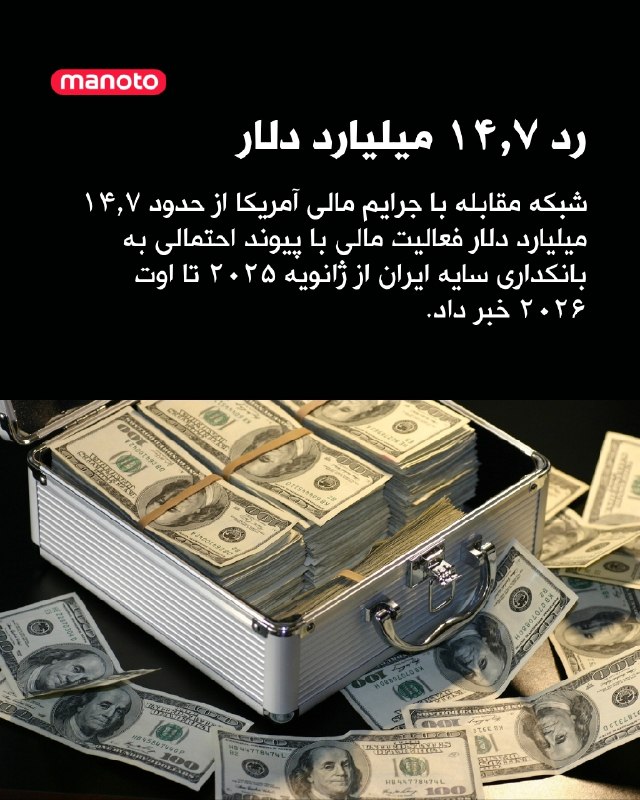 manoto
رد ۱۴٫۷ میلیارد دلار
شبکه مقابله با جرایم مالی آمریکا از حدود ۱۴٫۷
میلیارد دلار فعالیت مالی با پیوند احتمالی به
بانکداری سایه ایران از ژانویه ۲۰۲۵ تا اوت
۲۰۲۶ خبر داد.